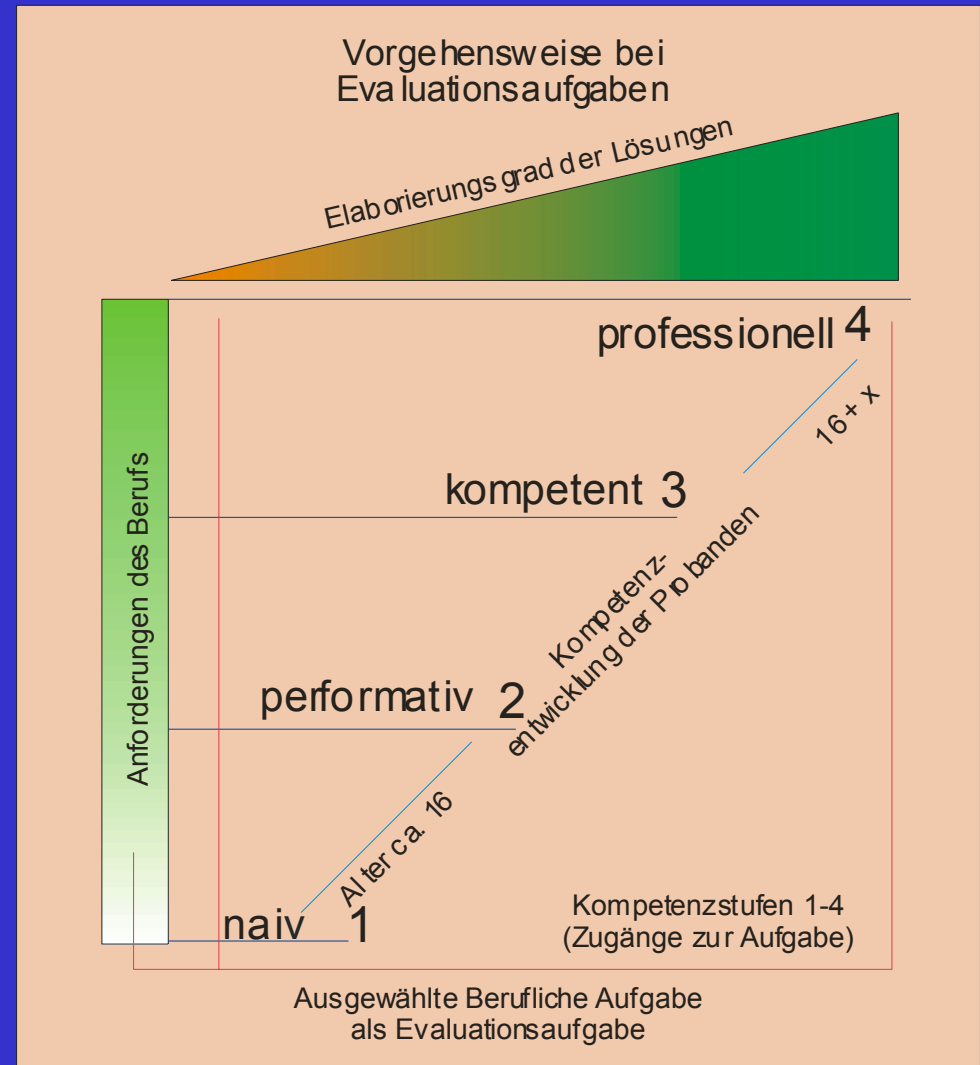 Vorgehensweise bei
Evaluationsaufgaben
Elaborierungsgrad der Lösungen
professionell 4
16+ x
Anforderungen des Berufs
kompetent 3
Kompetenz-
entwicklung der Probanden
performativ 2
Alter ca. 16
naiv 1
Kompetenzstufen 1-4
(Zugänge zur Aufgabe)
Ausgewählte Berufliche Aufgabe
als Evaluationsaufgabe